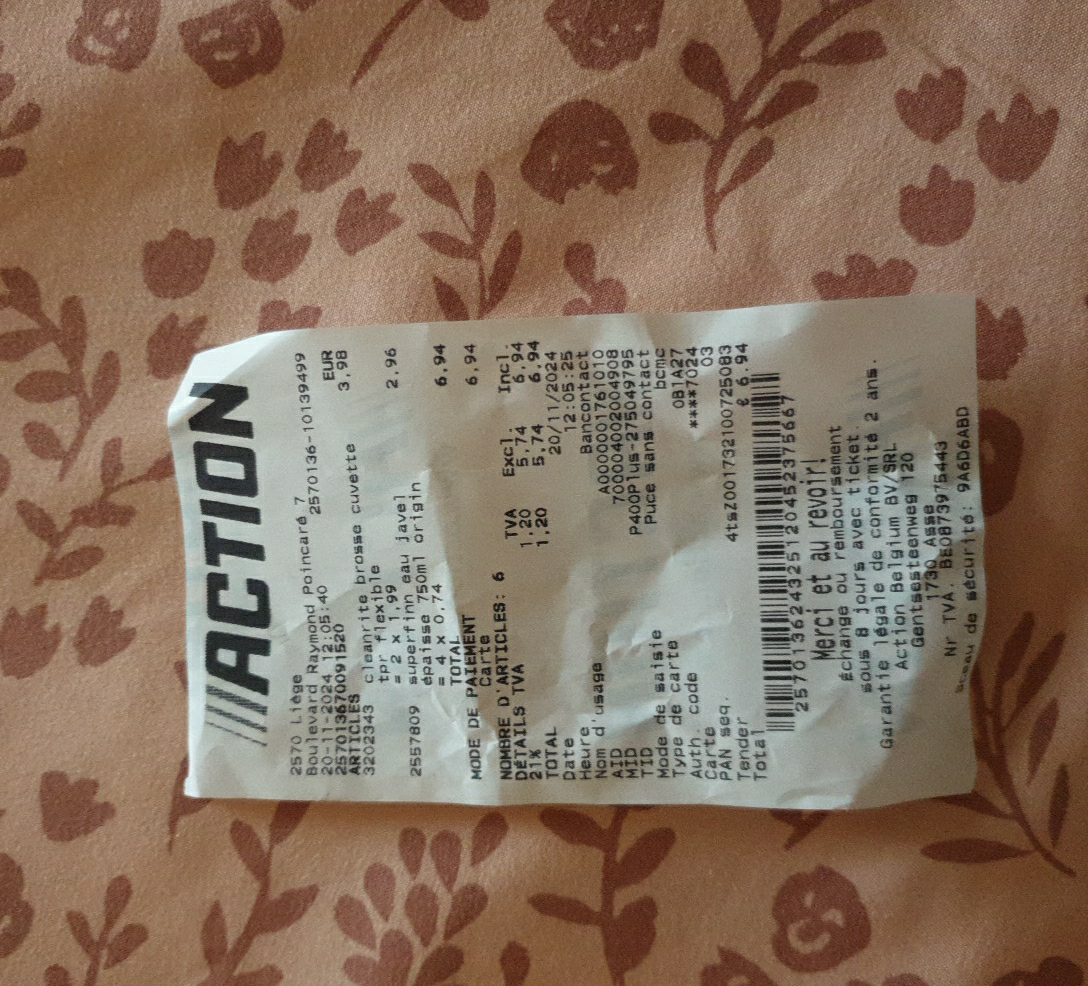 ACTION
2570 Liège
Boulevard Raymond Poincaré 7
20-11-2024 12:05:40 2570136-10139499
257013670091520
ARTICLES EUR
3202343 cleanrite brosse cuvette 3,98
tpr flexible
= 2 x 1,99
2557809 superfinn eau javel 2,96
épaisse 750ml origin
= 4 x 0,74
TOTAL 6,94
MODE DE PAIEMENT
Carte 6,94
NOMBRE D'ARTICLES: 6
DÉTAILS TVA TVA Excl. Incl.
21% 1,20 5,74 6,94
TOTAL 1,20 5,74 6,94
Date 20/11/2024
Heure 12:05:25
Nom d'usage Bancontact
AID A0000001761010
MID 700004002004908
TID P400Plus-275049795
Mode de saisie Puce sans contact
Type de carte bcmc
Auth. code 0B1A27
Carte ****7024
PAN seq. 03
Tender 4tsZ001732100725083
Total € 6.94
2570136243251204523756​67
Merci et au revoir!
Échange ou remboursement
sous 8 jours avec ticket.
Garantie légale de conformité 2 ans.
Action Belgium BV/SRL
Gentsesteenweg 120
1730 Asse
Nr TVA. BE0873975443
Sceau de sécurité: 9A6D6ABD